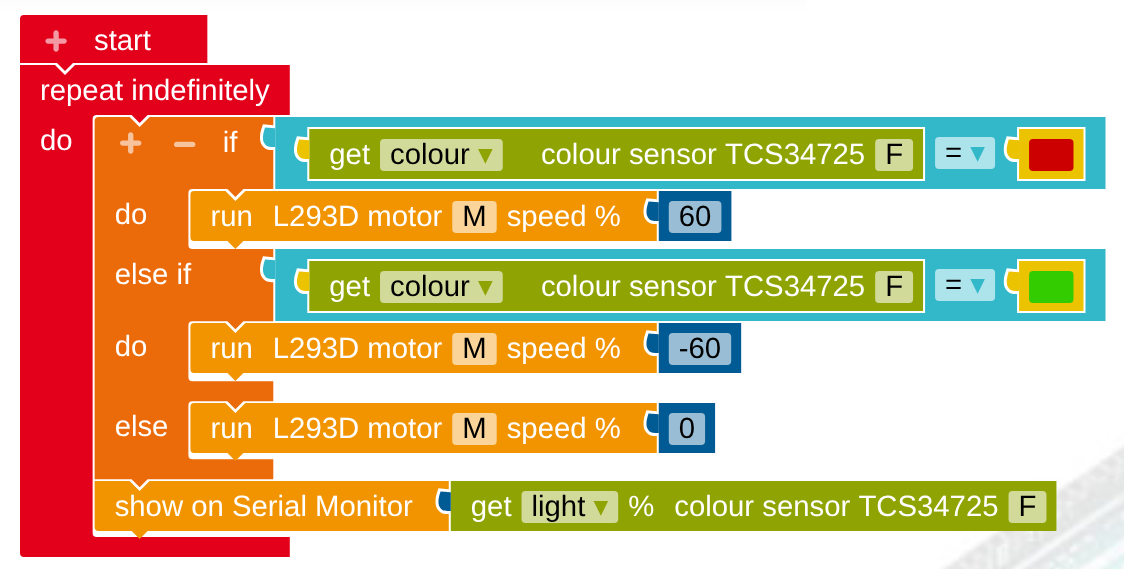 + start
repeat indefinitely
do + − if get colour ▾ colour sensor TCS34725 F = ▾
do run L293D motor M speed % 60
else if get colour ▾ colour sensor TCS34725 F = ▾
do run L293D motor M speed % -60
else run L293D motor M speed % 0
show on Serial Monitor get light ▾ % colour sensor TCS34725 F